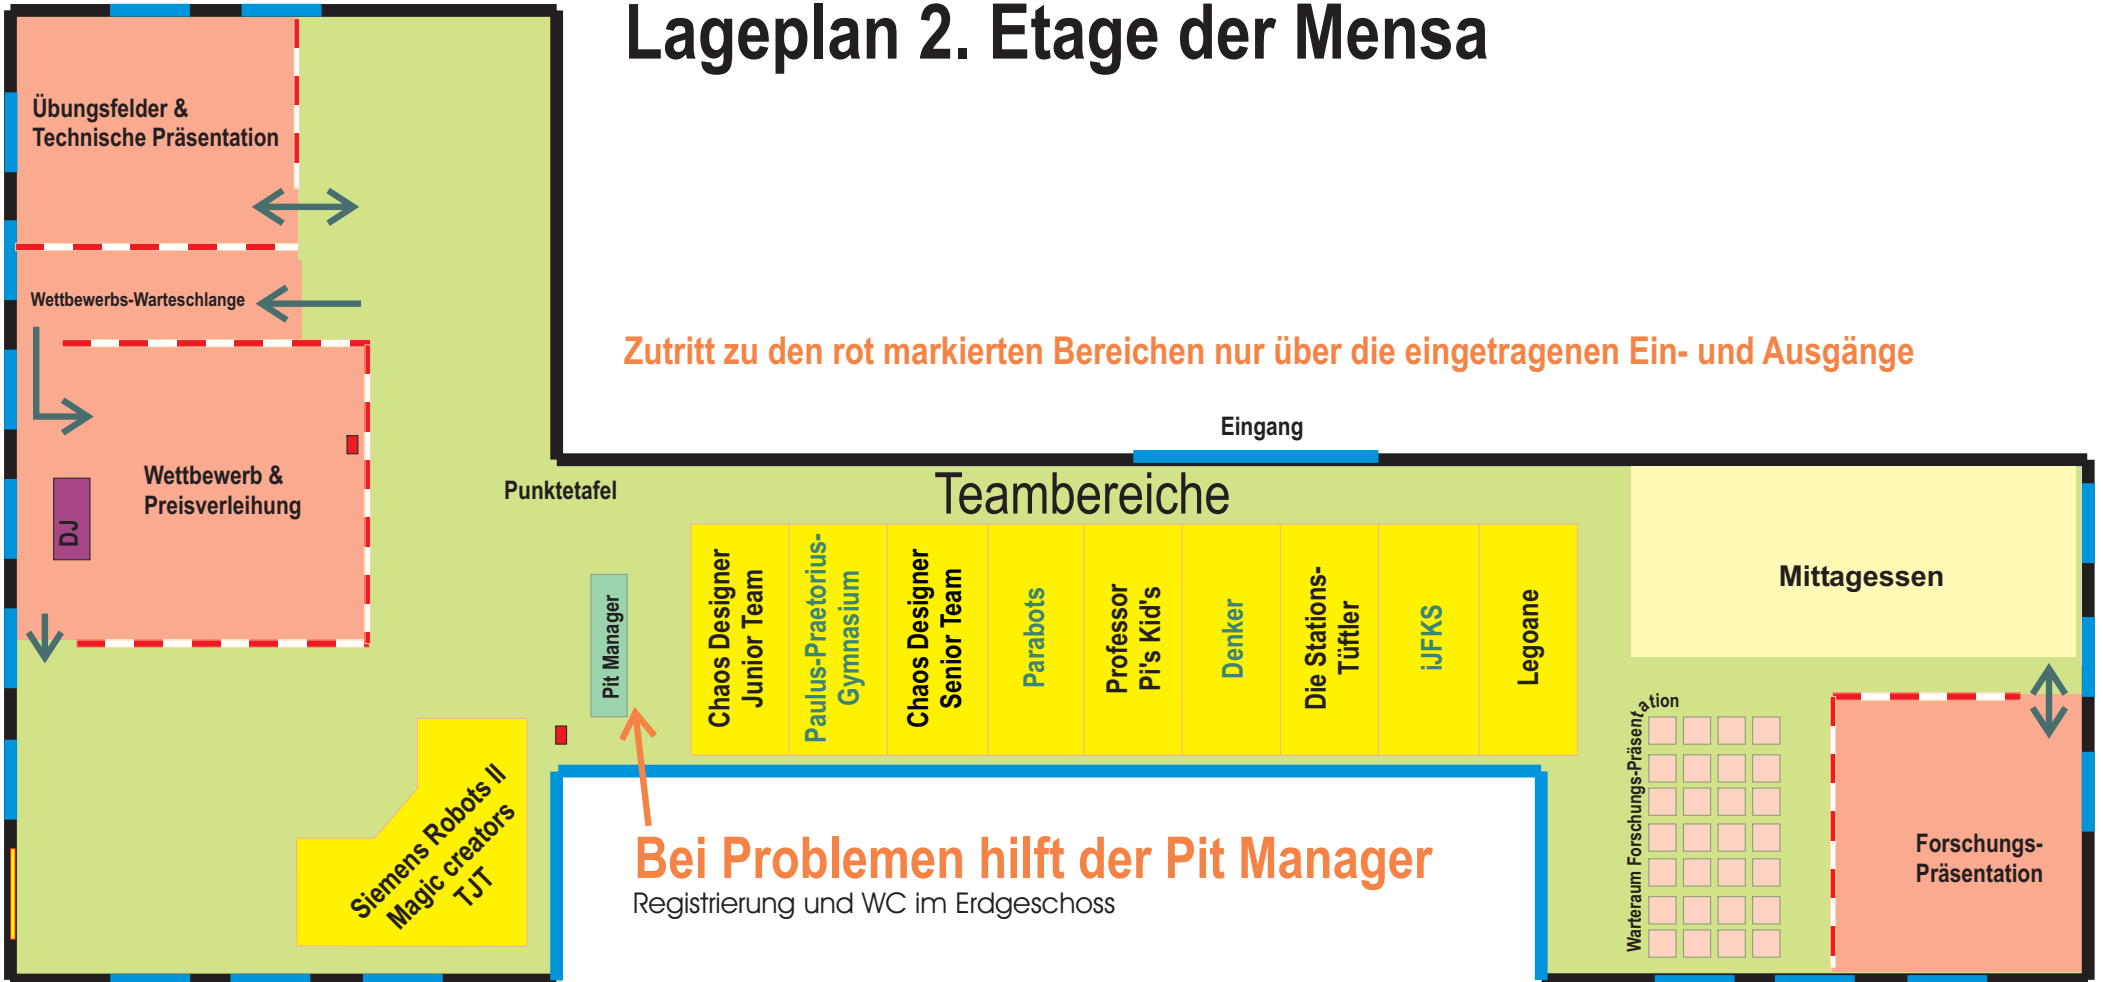 Lageplan 2. Etage der Mensa
Übungsfelder &
Technische Präsentation
Wettbewerbs-Warteschlange
Zutritt zu den rot markierten Bereichen nur über die eingetragenen Ein- und Ausgänge
Eingang
Wettbewerb &
Preisverleihung
DJ
Punktetafel
Teambereiche
Pit Manager
Chaos Designer
Junior Team
Paulus-Praetorius-
Gymnasium
Chaos Designer
Senior Team
Parabots
Professor
Pi's Kid's
Denker
Die Stations-
Tüftler
iJFKS
Legoane
Mittagessen
Siemens Robots II
Magic creators
TJT
Warteraum Forschungs-Präsentation
Forschungs-
Präsentation
Bei Problemen hilft der Pit Manager
Registrierung und WC im Erdgeschoss